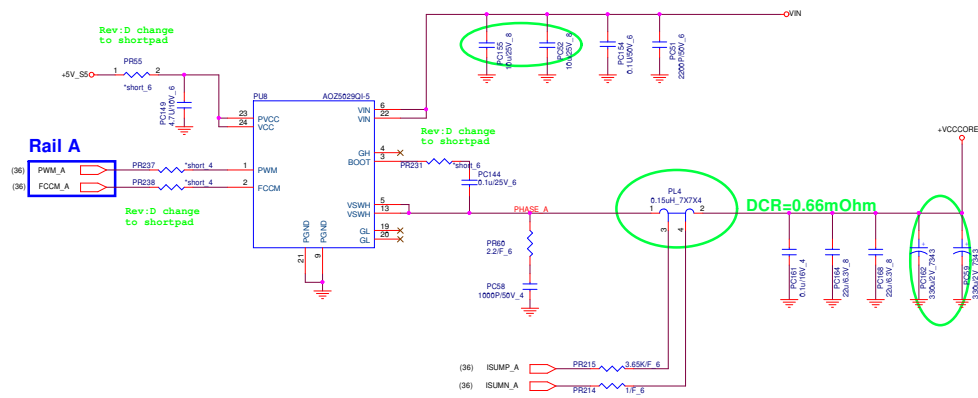 VIN
PC155
10u/25V_8
PC52
10u/25V_8
PC154
0.1U/50V_6
PC51
2200P/50V_6
Rev:D change
to shortpad
+5V_S5
1
PR55
2
*short_6
PC149
4.7U/10V_6
PU8
AOZ5029QI-5
23
PVCC
24
VCC
6
VIN
22
VIN
Rail A
(36)
PWM_A
PR237
*short_4
1
PWM
(36)
FCCM_A
PR238
*short_4
2
FCCM
Rev:D change
to shortpad
GH
4
BOOT
3
Rev:D change
to shortpad
PR231
*short_6
PC144
0.1u/25V_6
VSWH
5
VSWH
13
GL
19
GL
20
PGND
PGND
21
9
PHASE_A
PR60
2.2/F_6
PC58
1000P/50V_4
PL4
0.15uH_7X7X4
1
2
3
4
DCR=0.66mOhm
+VCCCORE
PC161
0.1u/16V_4
PC164
22u/6.3V_8
PC168
22u/6.3V_8
+
PC162
330u/2V_7343
+
PC59
330u/2V_7343
(36)
ISUMP_A
PR215
3.65K/F_6
(36)
ISUMN_A
PR214
1/F_6